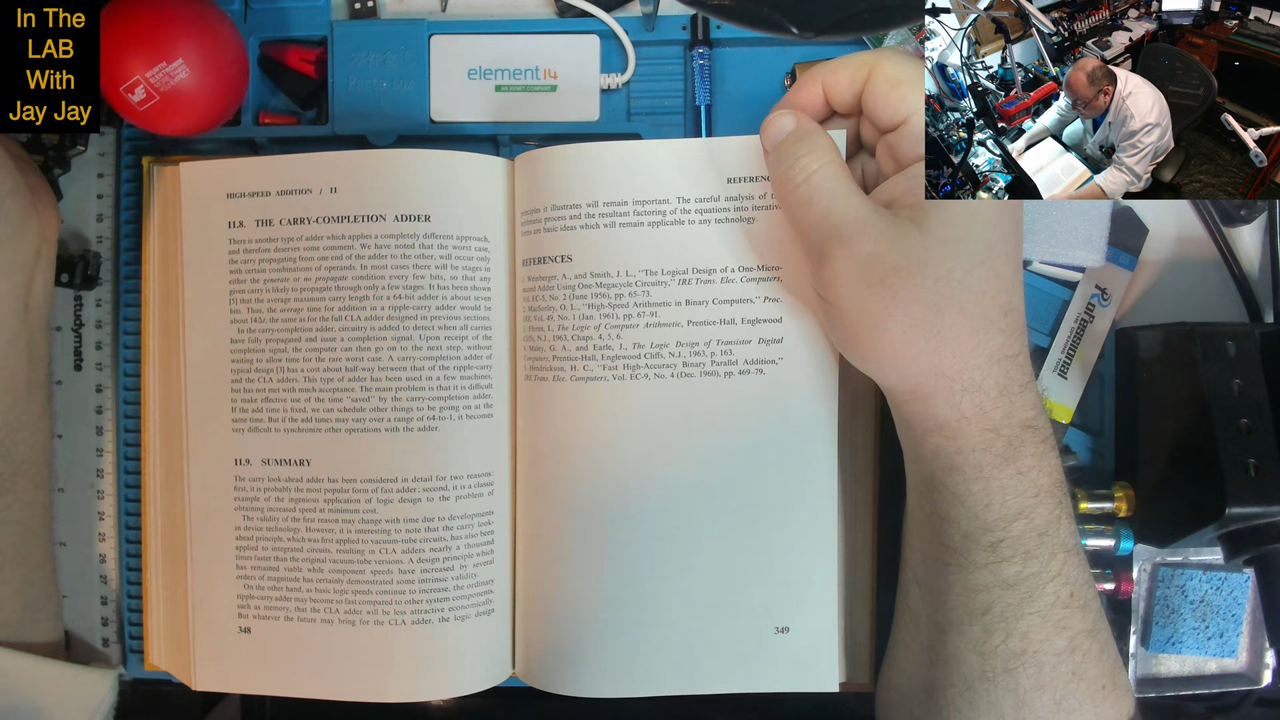 In The
LAB
With
Jay Jay
WURTH ELEKTRONIK
MORE THAN
YOU EXPECT
WE
element14
AN AVNET COMPANY
studymate
HIGH-SPEED ADDITION / 11
11.8. THE CARRY-COMPLETION ADDER
There is another type of adder which applies a completely different approach,
and therefore deserves some comment. We have noted that the worst case,
the carry propagating from one end of the adder to the other, will occur only
with certain combinations of operands. In most cases there will be stages in
either the generate or no propagate condition every few bits, so that any
given carry is likely to propagate through only a few stages. It has been shown
[5] that the average maximum carry length for a 64-bit adder is about seven
bits. Thus, the average time for addition in a ripple-carry adder would be
about 14Δt, the same as for the full CLA adder designed in previous sections.
In the carry-completion adder, circuitry is added to detect when all carries
have fully propagated and issue a completion signal. Upon receipt of the
completion signal, the computer can then go on to the next step, without
waiting to allow time for the rare worst case. A carry-completion adder of
typical design [3] has a cost about half-way between that of the ripple-carry
and the CLA adders. This type of adder has been used in a few machines,
but has not met with much acceptance. The main problem is that it is difficult
to make effective use of the time "saved" by the carry-completion adder.
If the add time is fixed, we can schedule other things to be going on at the
same time. But if the add times may vary over a range of 64-to-1, it becomes
very difficult to synchronize other operations with the adder.
11.9. SUMMARY
The carry look-ahead adder has been considered in detail for two reasons:
first, it is probably the most popular form of fast adder; second, it is a classic
example of the ingenious application of logic design to the problem of
obtaining increased speed at minimum cost.
The validity of the first reason may change with time due to developments
in device technology. However, it is interesting to note that the carry look-
ahead principle, which was first applied to vacuum-tube circuits, has also been
applied to integrated circuits, resulting in CLA adders nearly a thousand
times faster than the original vacuum-tube versions. A design principle which
has remained viable while component speeds have increased by several
orders of magnitude has certainly demonstrated some intrinsic validity.
On the other hand, as basic logic speeds continue to increase, the ordinary
ripple-carry adder may become so fast compared to other system components,
such as memory, that the CLA adder will be less attractive economically.
But whatever the future may bring for the CLA adder, the logic design
348
REFERENC
principles it illustrates will remain important. The careful analysis of
arithmetic process and the resultant factoring of the equations into iterative
forms are basic ideas which will remain applicable to any technology.
REFERENCES
Weinberger, A., and Smith, J. L., "The Logical Design of a One-Micro-
second Adder Using One-Megacycle Circuitry," IRE Trans. Elec. Computers,
Vol. EC-5, No. 2 (June 1956), pp. 65-73.
2. MacSorley, O. L., "High-Speed Arithmetic in Binary Computers," Proc.
IRE, Vol. 49, No. 1 (Jan. 1961), pp. 67-91.
3. Flores, I., The Logic of Computer Arithmetic, Prentice-Hall, Englewood
Cliffs, N.J., 1963, Chaps. 4, 5, 6.
4. Maley, G. A., and Earle, J., The Logic Design of Transistor Digital
Computers, Prentice-Hall, Englewood Cliffs, N.J., 1963, p. 163.
5. Hendrickson, H. C., "Fast High-Accuracy Binary Parallel Addition,"
IRE Trans. Elec. Computers, Vol. EC-9, No. 4 (Dec. 1960), pp. 469-79.
349